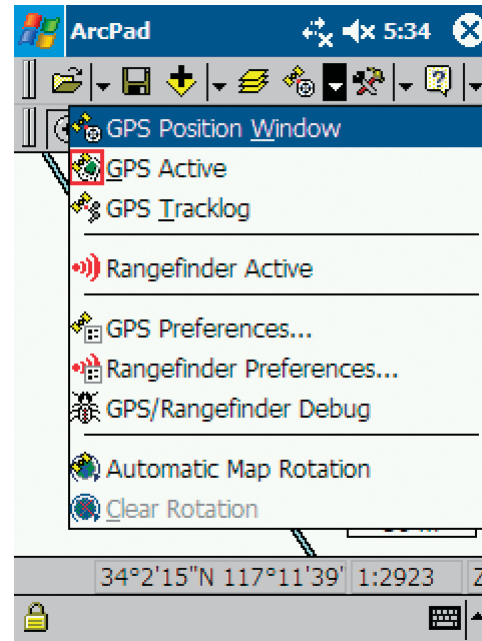 ArcPad 5:34
GPS Position Window
GPS Active
GPS Tracklog
Rangefinder Active
GPS Preferences...
Rangefinder Preferences...
GPS/Rangefinder Debug
Automatic Map Rotation
Clear Rotation
34°2'15"N 117°11'39' 1:2923